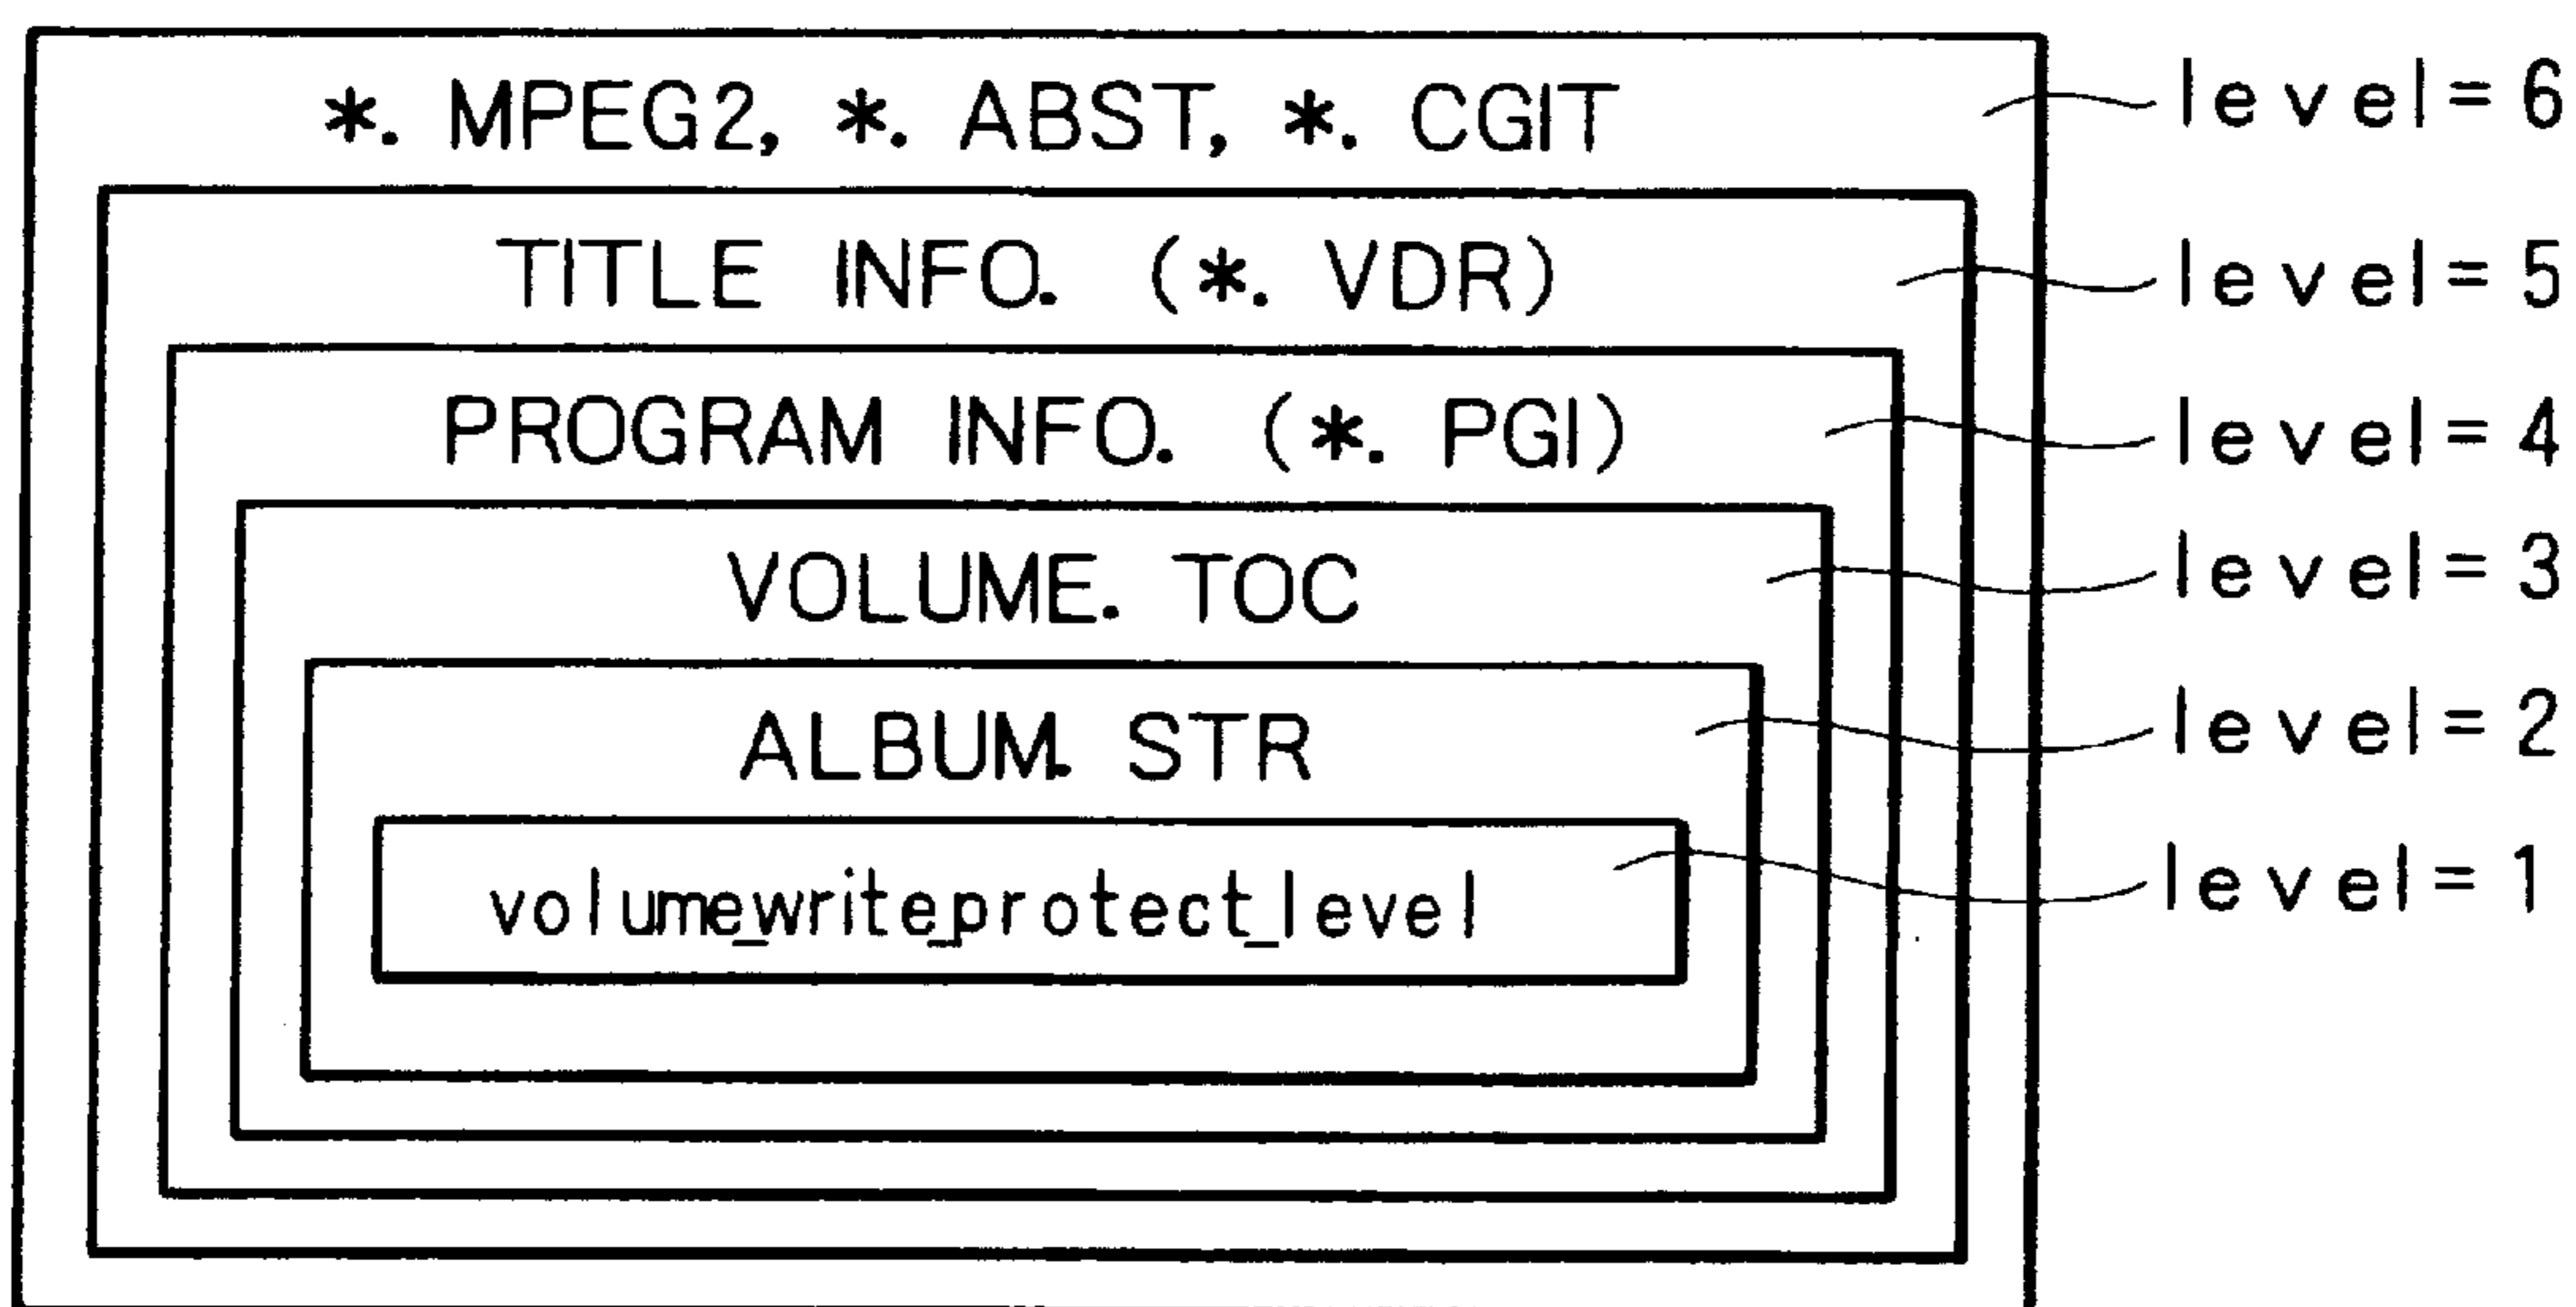 *. MPEG2, *. ABST, *. CGIT level=6
TITLE INFO. (*. VDR) level=5
PROGRAM INFO. (*. PGI) level=4
VOLUME. TOC level=3
ALBUM. STR level=2
volume_write_protect_level level=1